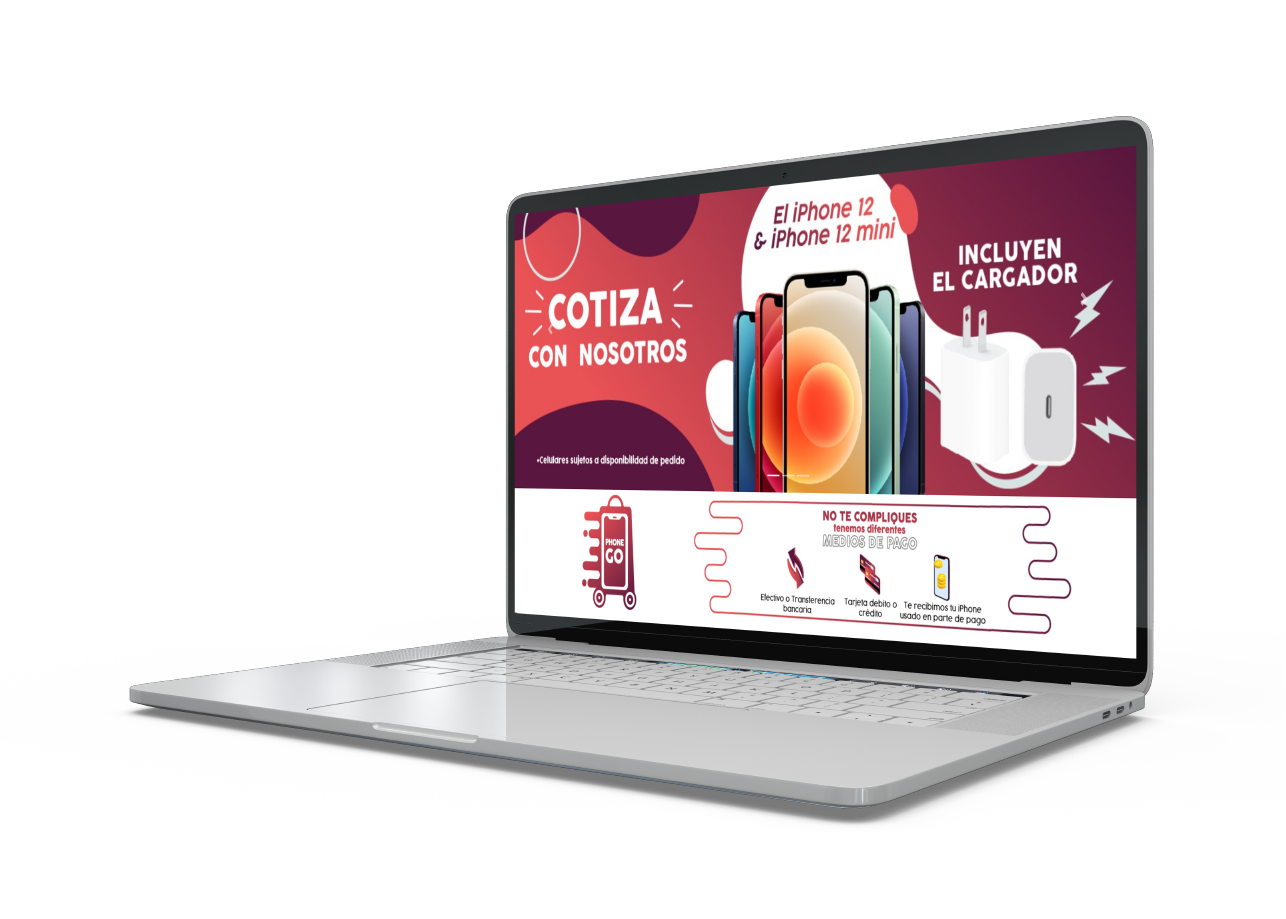 El iPhone 12
& iPhone 12 mini
INCLUYEN
EL CARGADOR
COTIZA
CON NOSOTROS
•Celulares sujetos a disponibilidad de pedido
PHONE
GO
NO TE COMPLIQUES
tenemos diferentes
MEDIOS DE PAGO
Efectivo o Transferencia
bancaria
Tarjeta debito o
crédito
Te recibimos tu iPhone
usado en parte de pago